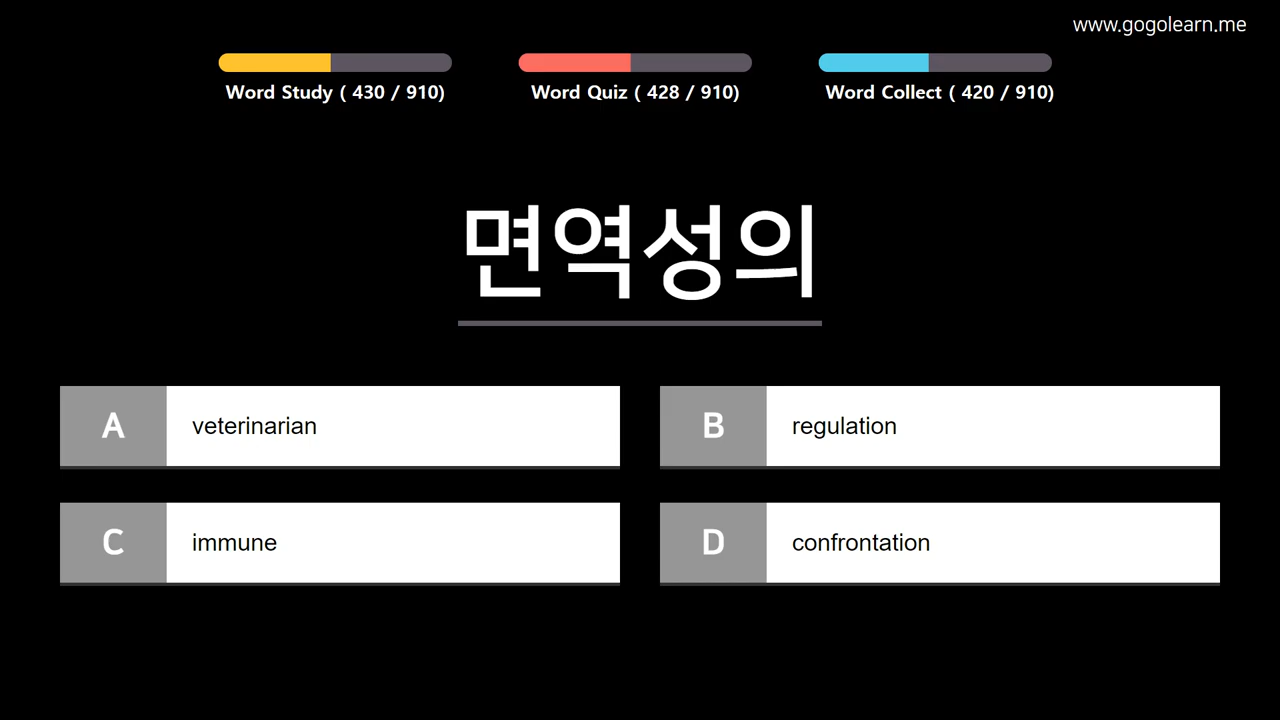 www.gogolearn.me
Word Study ( 430 / 910)
Word Quiz ( 428 / 910)
Word Collect ( 420 / 910)
면역성의
A veterinarian
B regulation
C immune
D confrontation